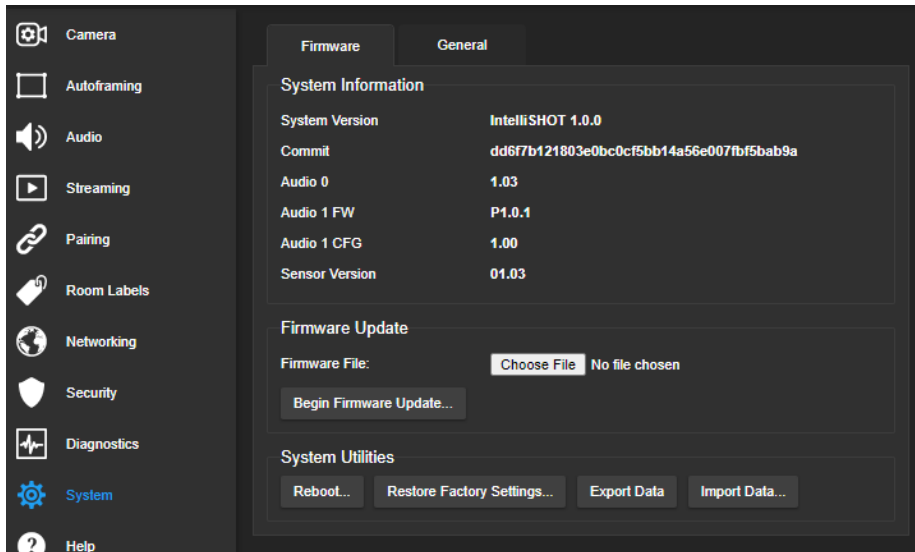 Camera
Autoframing
Audio
Streaming
Pairing
Room Labels
Networking
Security
Diagnostics
System
? Help
Firmware General
System Information
System Version IntelliSHOT 1.0.0
Commit dd6f7b121803e0bc0cf5bb14a56e007fbf5bab9a
Audio 0 1.03
Audio 1 FW P1.0.1
Audio 1 CFG 1.00
Sensor Version 01.03
Firmware Update
Firmware File: Choose File No file chosen
Begin Firmware Update...
System Utilities
Reboot... Restore Factory Settings... Export Data Import Data...